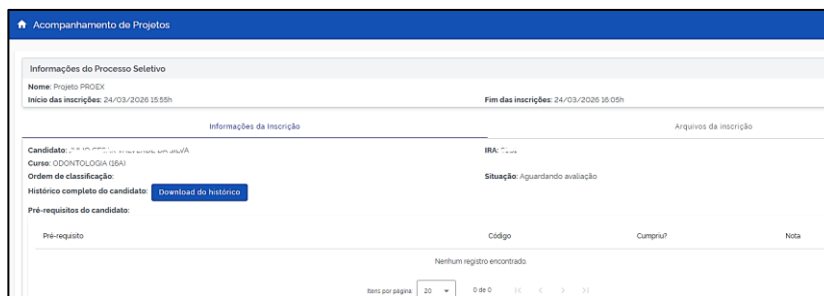 Acompanhamento de Projetos
Informações do Processo Seletivo
Nome: Projeto PROEX
Início das inscrições: 24/03/2026 15:55h
Fim das inscrições: 24/03/2026 16:05h
Informações da Inscrição
Arquivos da inscrição
Candidato: DA SILVA
IRA:
Curso: ODONTOLOGIA (16A)
Ordem de classificação:
Situação: Aguardando avaliação
Histórico completo do candidato: Download do histórico
Pré-requisitos do candidato:
Pré-requisito Código Cumpriu? Nota
Nenhum registro encontrado.
Itens por página: 20 0 de 0